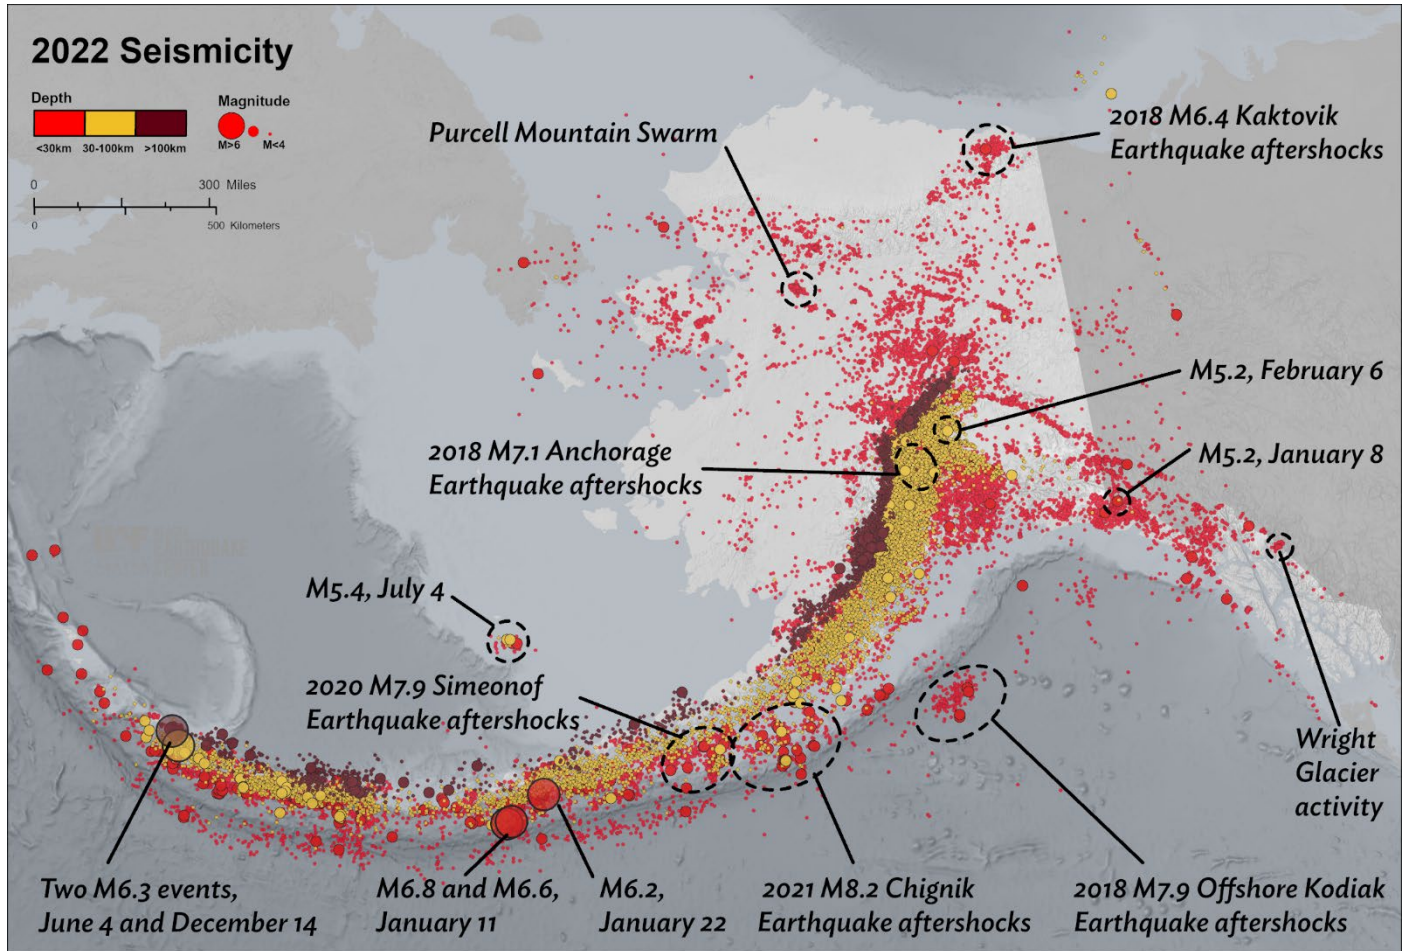 2022 Seismicity
Depth
<30km 30-100km >100km
Magnitude
M>6 M<4
0 300 Miles
0 500 Kilometers
Purcell Mountain Swarm
2018 M6.4 Kaktovik
Earthquake aftershocks
M5.2, February 6
2018 M7.1 Anchorage
Earthquake aftershocks
M5.2, January 8
M5.4, July 4
2020 M7.9 Simeonof
Earthquake aftershocks
Wright
Glacier
activity
Two M6.3 events,
June 4 and December 14
M6.8 and M6.6,
January 11
M6.2,
January 22
2021 M8.2 Chignik
Earthquake aftershocks
2018 M7.9 Offshore Kodiak
Earthquake aftershocks